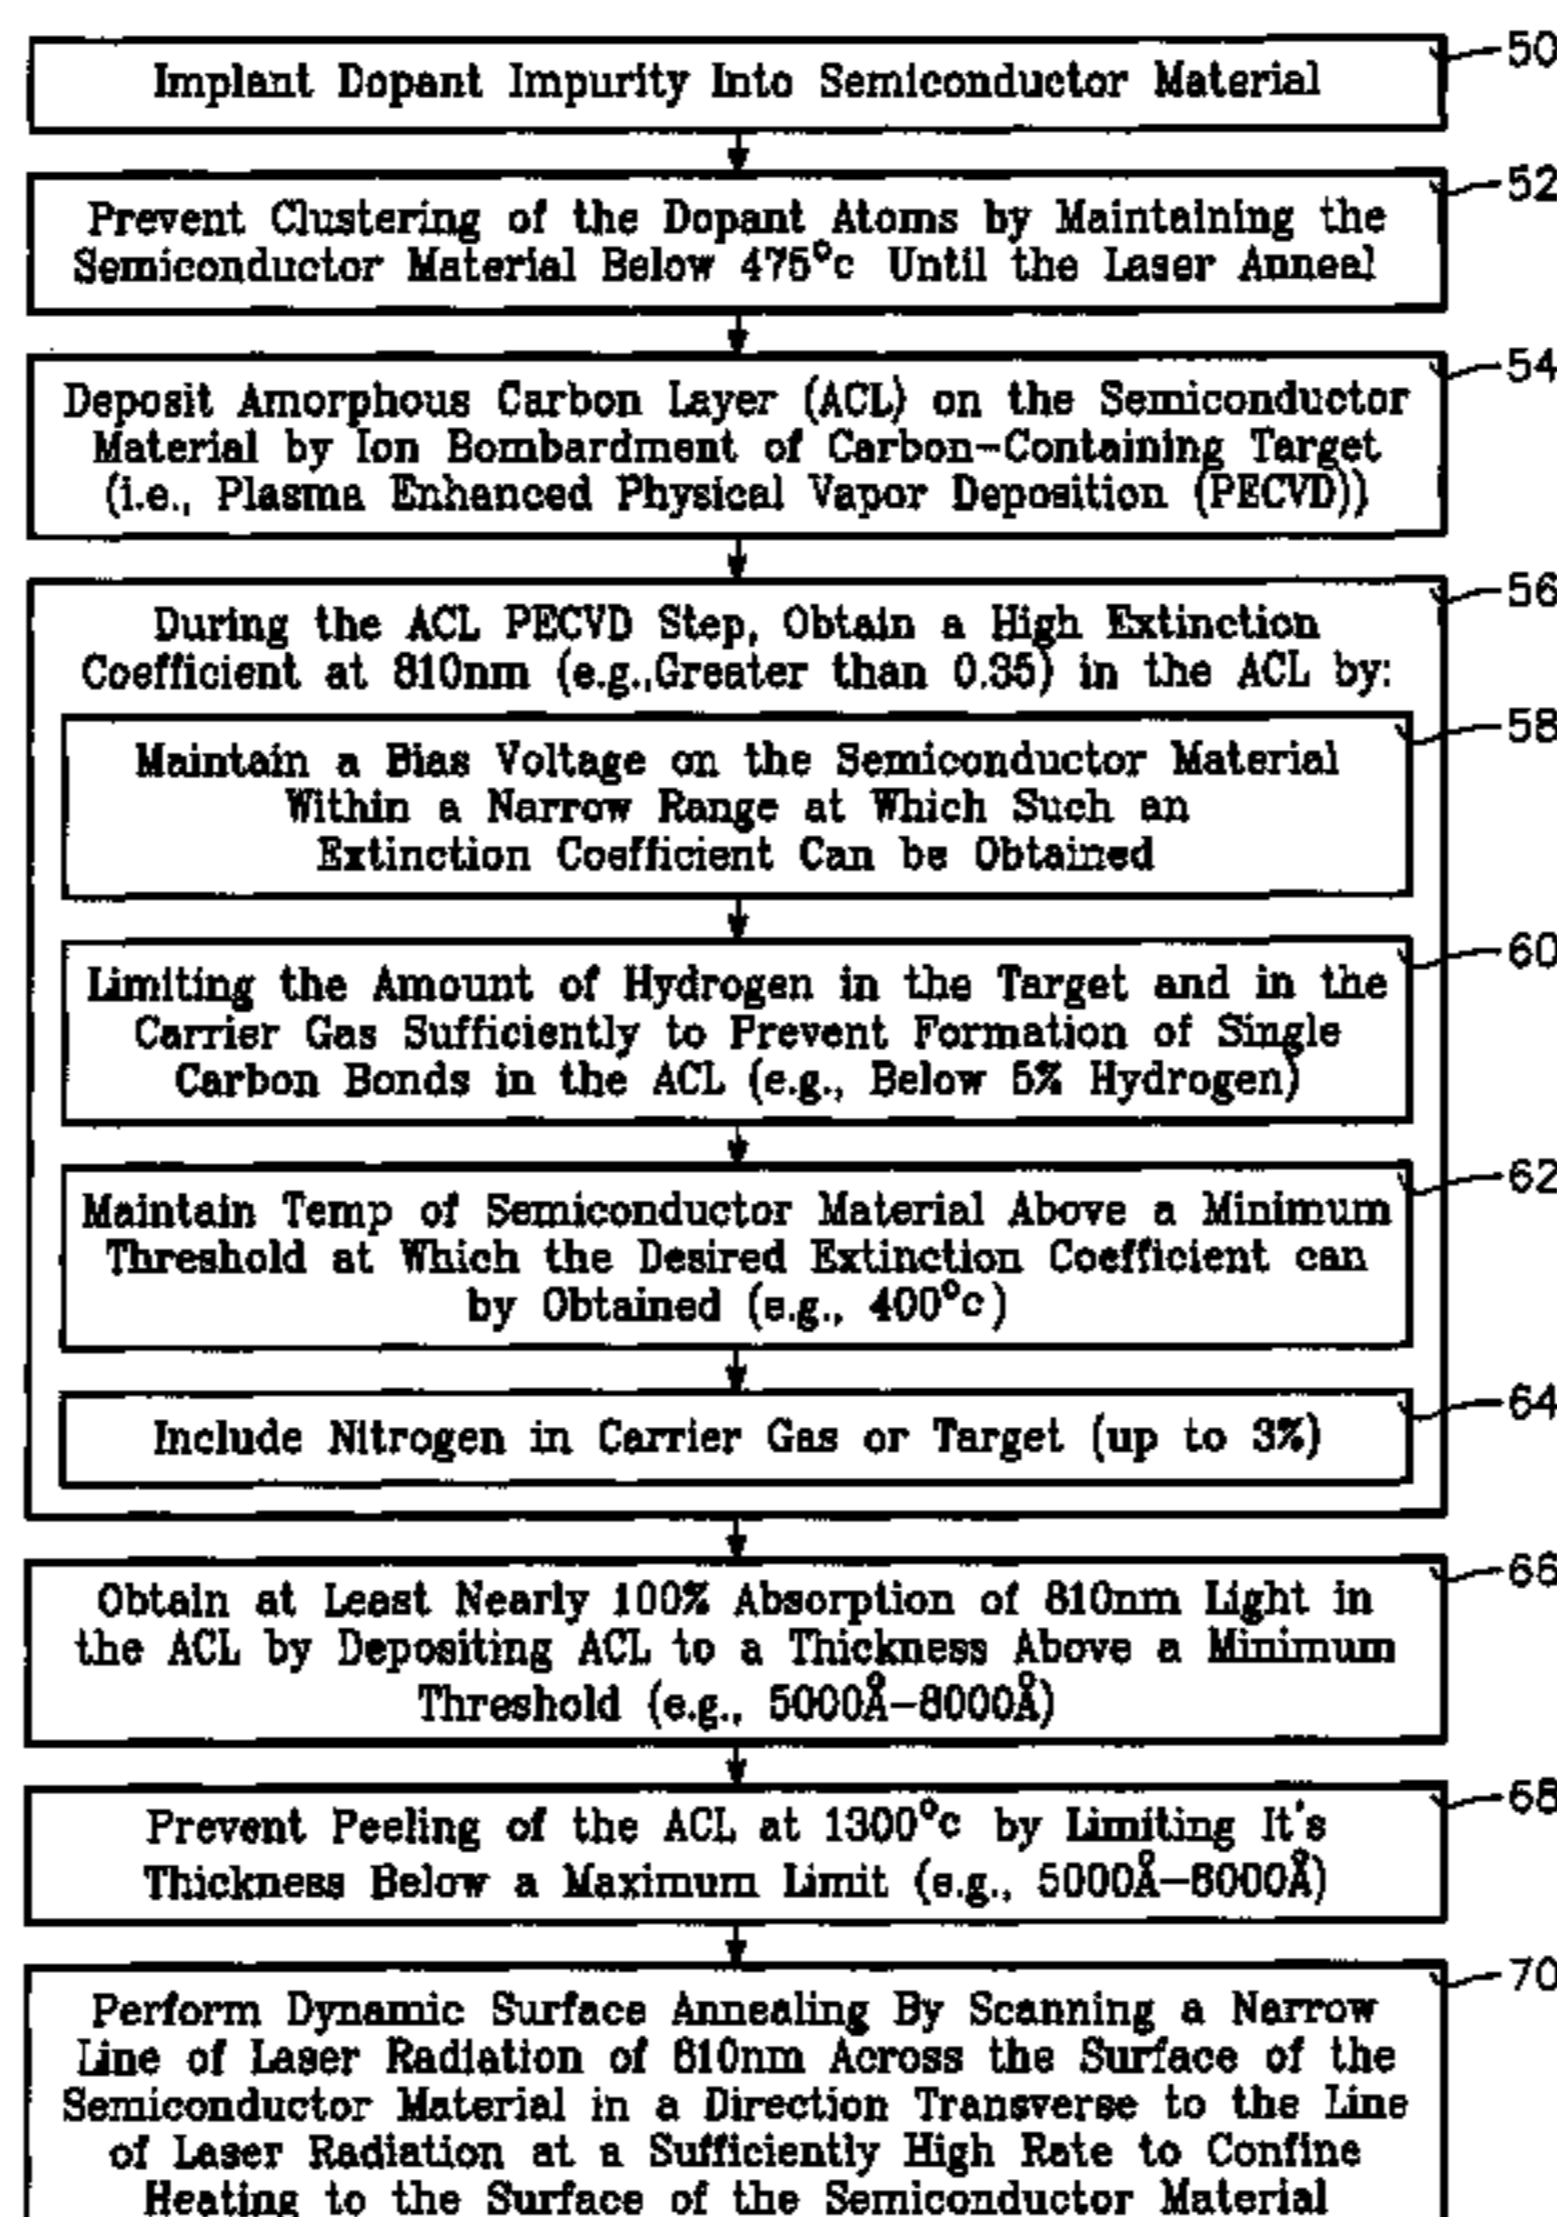 Implant Dopant Impurity Into Semiconductor Material
50
Prevent Clustering of the Dopant Atoms by Maintaining the
Semiconductor Material Below 475°c Until the Laser Anneal
52
Deposit Amorphous Carbon Layer (ACL) on the Semiconductor
Material by Ion Bombardment of Carbon-Containing Target
(i.e., Plasma Enhanced Physical Vapor Deposition (PECVD))
54
During the ACL PECVD Step, Obtain a High Extinction
Coefficient at 810nm (e.g.,Greater than 0.35) in the ACL by:
56
Maintain a Bias Voltage on the Semiconductor Material
Within a Narrow Range at Which Such an
Extinction Coefficient Can be Obtained
58
Limiting the Amount of Hydrogen in the Target and in the
Carrier Gas Sufficiently to Prevent Formation of Single
Carbon Bonds in the ACL (e.g., Below 5% Hydrogen)
60
Maintain Temp of Semiconductor Material Above a Minimum
Threshold at Which the Desired Extinction Coefficient can
by Obtained (e.g., 400°c)
62
Include Nitrogen in Carrier Gas or Target (up to 3%)
64
Obtain at Least Nearly 100% Absorption of 810nm Light in
the ACL by Depositing ACL to a Thickness Above a Minimum
Threshold (e.g., 5000Å-8000Å)
66
Prevent Peeling of the ACL at 1300°c by Limiting It's
Thickness Below a Maximum Limit (e.g., 5000Å-8000Å)
68
Perform Dynamic Surface Annealing By Scanning a Narrow
Line of Laser Radiation of 810nm Across the Surface of the
Semiconductor Material in a Direction Transverse to the Line
of Laser Radiation at a Sufficiently High Rate to Confine
Heating to the Surface of the Semiconductor Material
70